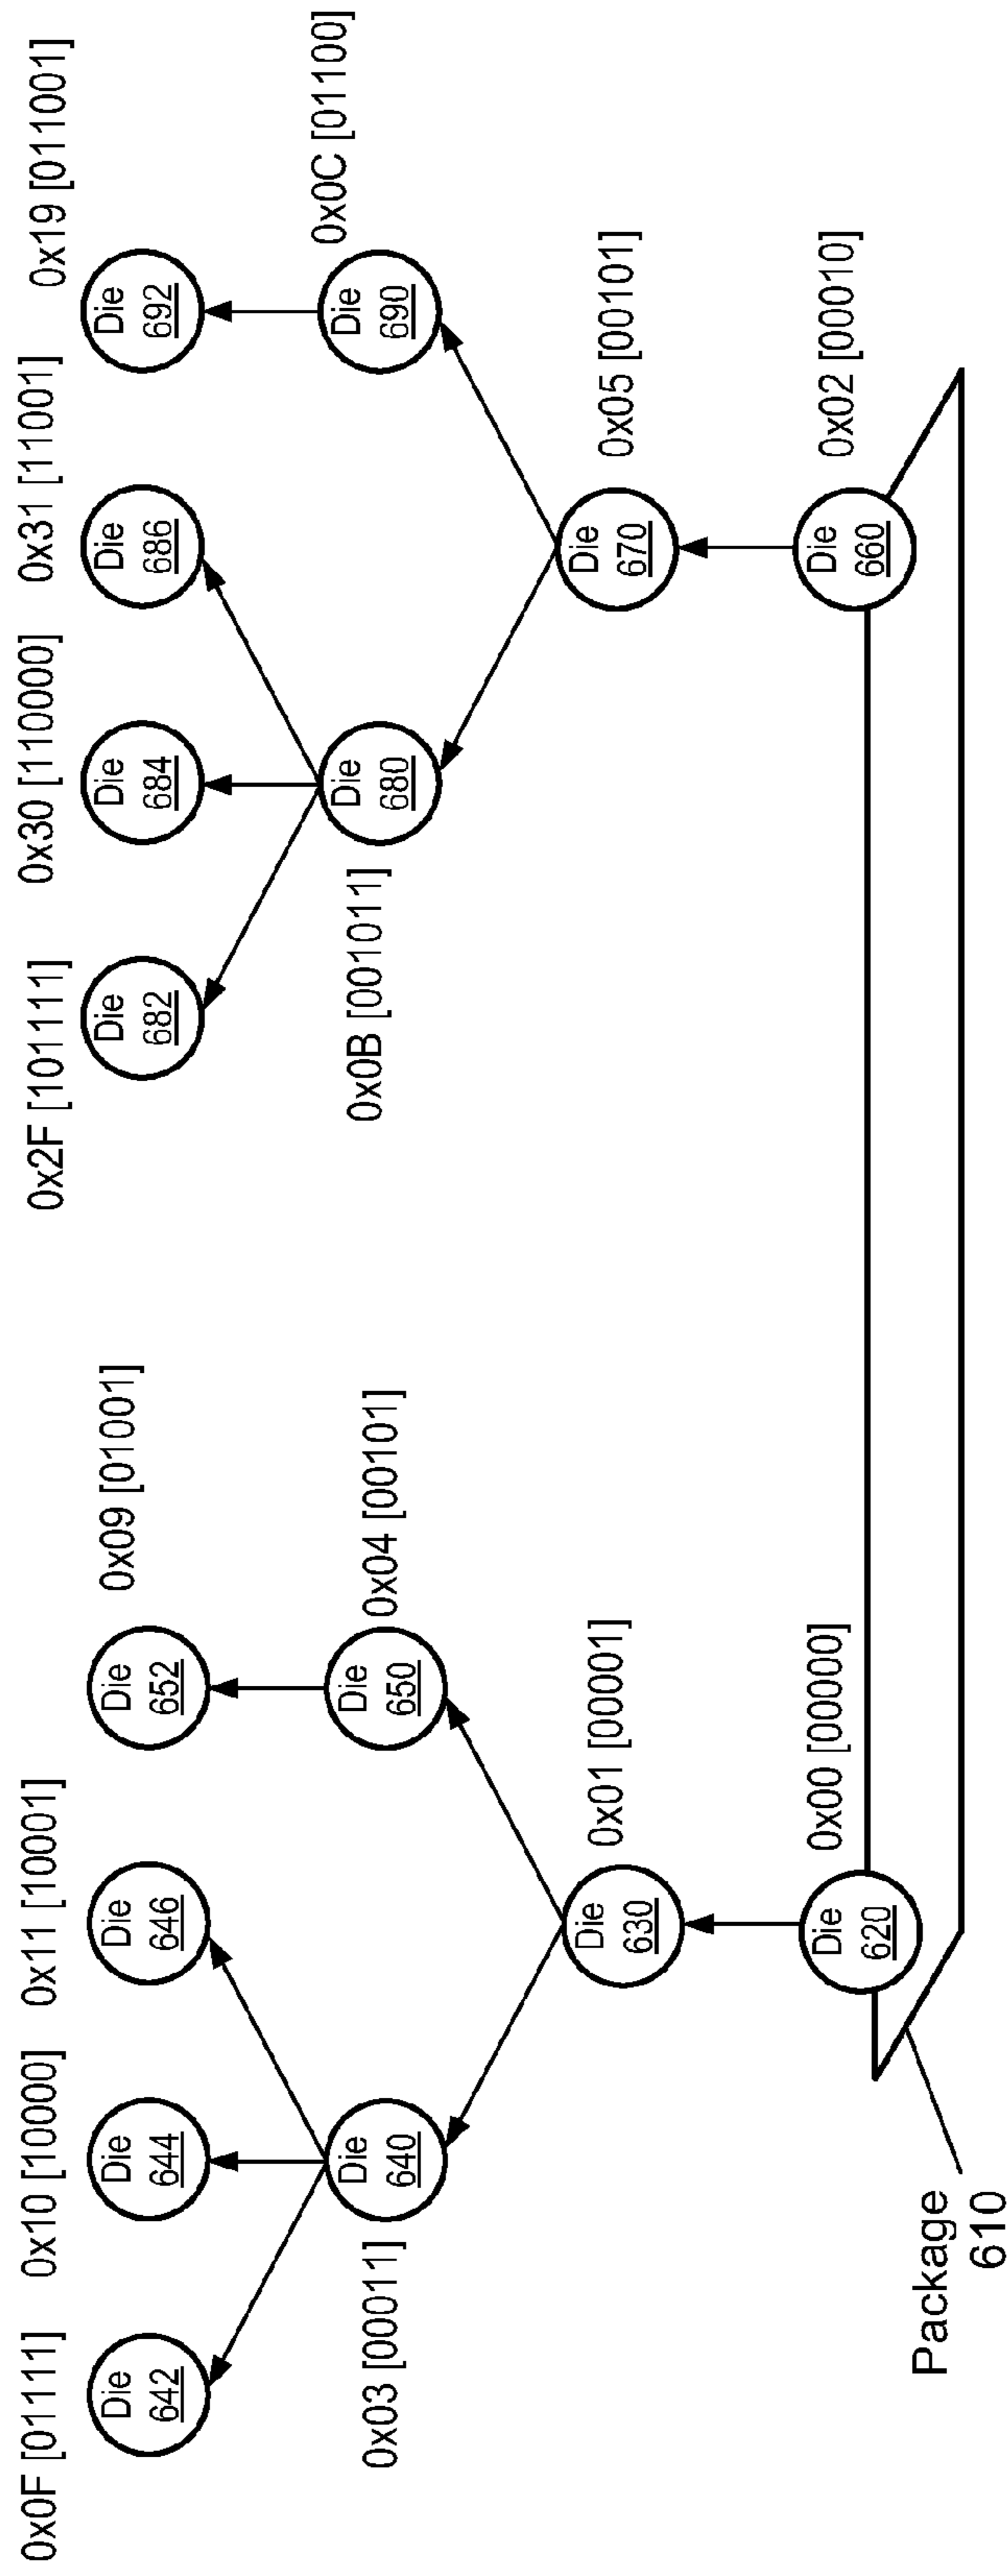 0x0F [01111]
0x10 [10000]
0x11 [10001]
0x09 [01001]
0x2F [101111]
0x30 [110000]
0x31 [11001]
0x19 [011001]
Die
642
Die
644
Die
646
Die
652
Die
682
Die
684
Die
686
Die
692
0x03 [00011]
Die
640
Die
650
0x04 [00101]
0x0B [001011]
Die
680
Die
690
0x0C [01100]
Die
630
0x01 [00001]
Die
670
0x05 [00101]
Die
620
0x00 [00000]
Die
660
0x02 [00010]
Package
610